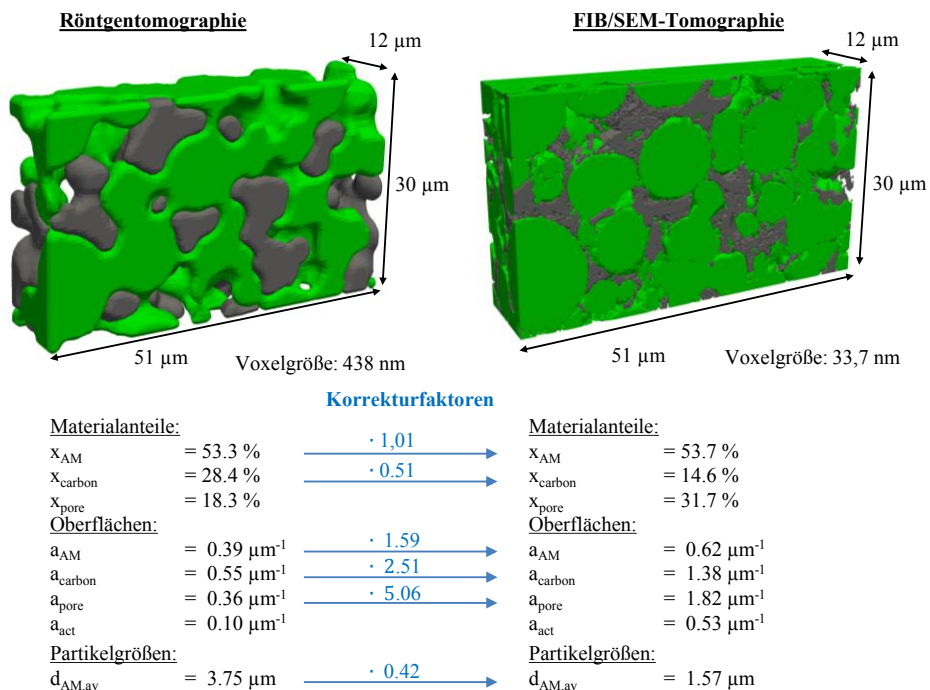 Röntgentomographie
FIB/SEM-Tomographie
12 µm
12 µm
30 µm
30 µm
51 µm
Voxelgröße: 438 nm
51 µm
Voxelgröße: 33,7 nm
Korrekturfaktoren
Materialanteile:
x_AM = 53.3 % · 1,01
x_carbon = 28.4 % · 0.51
x_pore = 18.3 %
Oberflächen:
a_AM = 0.39 µm⁻¹ · 1.59
a_carbon = 0.55 µm⁻¹ · 2.51
a_pore = 0.36 µm⁻¹ · 5.06
a_act = 0.10 µm⁻¹
Partikelgrößen:
d_AM,av = 3.75 µm · 0.42
Materialanteile:
x_AM = 53.7 %
x_carbon = 14.6 %
x_pore = 31.7 %
Oberflächen:
a_AM = 0.62 µm⁻¹
a_carbon = 1.38 µm⁻¹
a_pore = 1.82 µm⁻¹
a_act = 0.53 µm⁻¹
Partikelgrößen:
d_AM,av = 1.57 µm